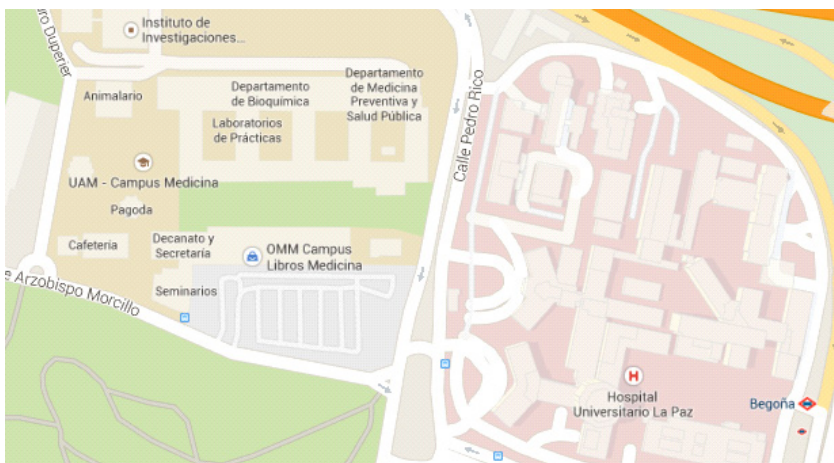 Instituto de
Investigaciones...
ro Duperier
Animalario
Departamento
de Bioquímica
Departamento
de Medicina
Preventiva y
Salud Pública
Laboratorios
de Prácticas
Calle Pedro Rico
UAM - Campus Medicina
Pagoda
Cafetería
Decanato y
Secretaría
OMM Campus
Libros Medicina
e Arzobispo Morcillo
Seminarios
H
Hospital
Universitario La Paz
Begoña